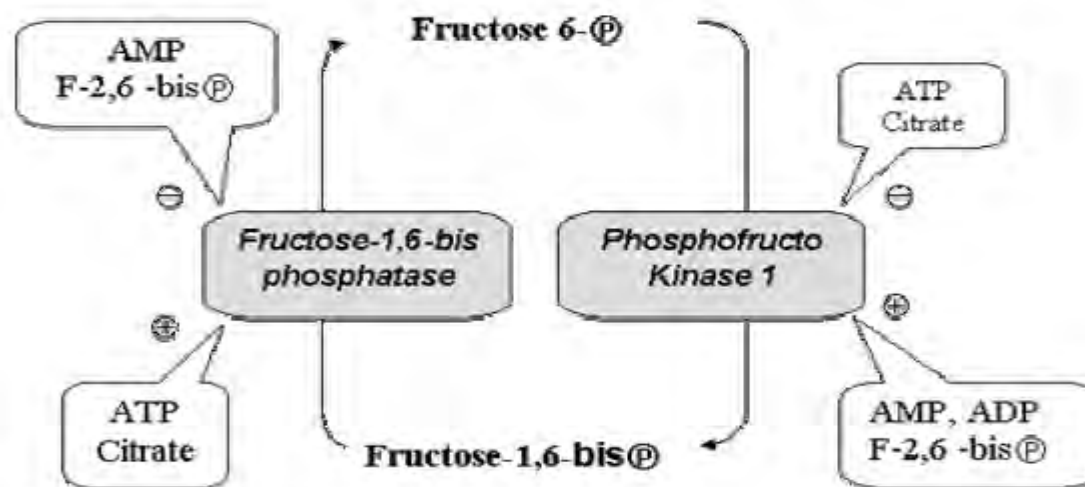 Fructose 6-Ⓟ
AMP
F-2,6 -bisⓅ
ATP
Citrate
⊖
⊖
Fructose-1,6-bis
phosphatase
Phosphofructo
Kinase 1
⊕
⊕
ATP
Citrate
AMP, ADP
F-2,6 -bisⓅ
Fructose-1,6-bisⓅ